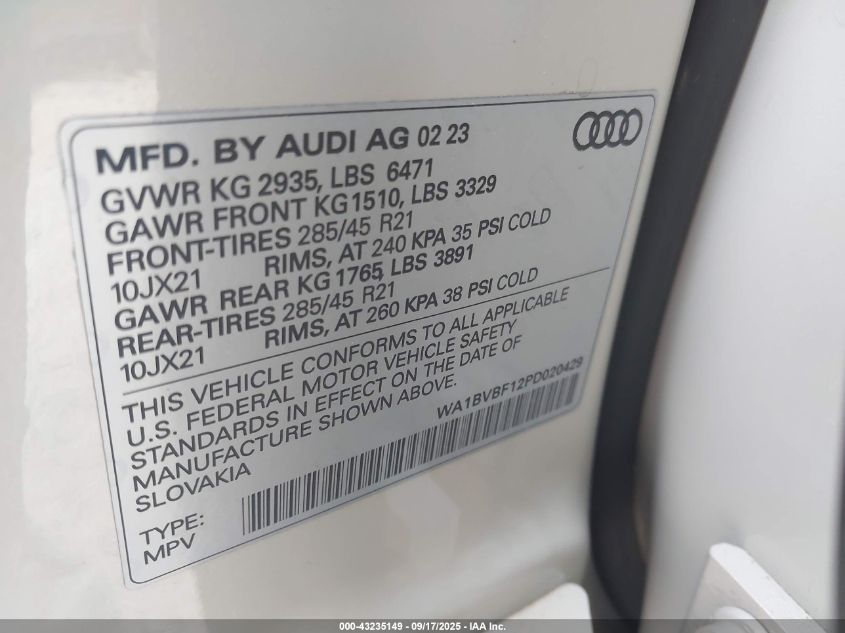 MFD. BY AUDI AG 02 23
GVWR KG 2935, LBS 6471
GAWR FRONT KG1510, LBS 3329
FRONT-TIRES 285/45 R21
10JX21 RIMS, AT 240 KPA 35 PSI COLD
GAWR REAR KG 1765, LBS 3891
REAR-TIRES 285/45 R21
10JX21 RIMS, AT 260 KPA 38 PSI COLD
THIS VEHICLE CONFORMS TO ALL APPLICABLE
U.S. FEDERAL MOTOR VEHICLE SAFETY
STANDARDS IN EFFECT ON THE DATE OF
MANUFACTURE SHOWN ABOVE.
SLOVAKIA
WA1BVBF12PD020429
TYPE:
MPV
000-43235149 - 09/17/2025 - IAA Inc.